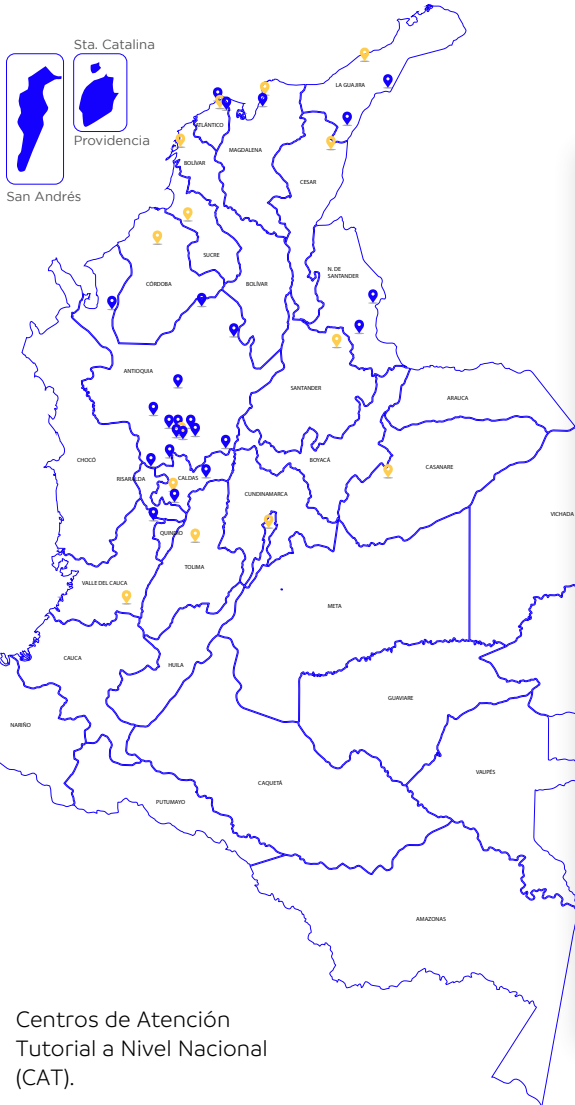 Sta. Catalina
Providencia
San Andrés
LA GUAJIRA
ATLÁNTICO
MAGDALENA
BOLÍVAR
CESAR
SUCRE
N. DE
SANTANDER
CÓRDOBA
BOLÍVAR
ANTIOQUIA
SANTANDER
ARAUCA
CHOCÓ
BOYACÁ
CASANARE
RISARALDA
CALDAS
CUNDINAMARCA
VICHADA
QUINDÍO
TOLIMA
VALLE DEL CAUCA
META
CAUCA
HUILA
GUAVIARE
NARIÑO
VAUPÉS
CAQUETÁ
PUTUMAYO
AMAZONAS
Centros de Atención
Tutorial a Nivel Nacional
(CAT).